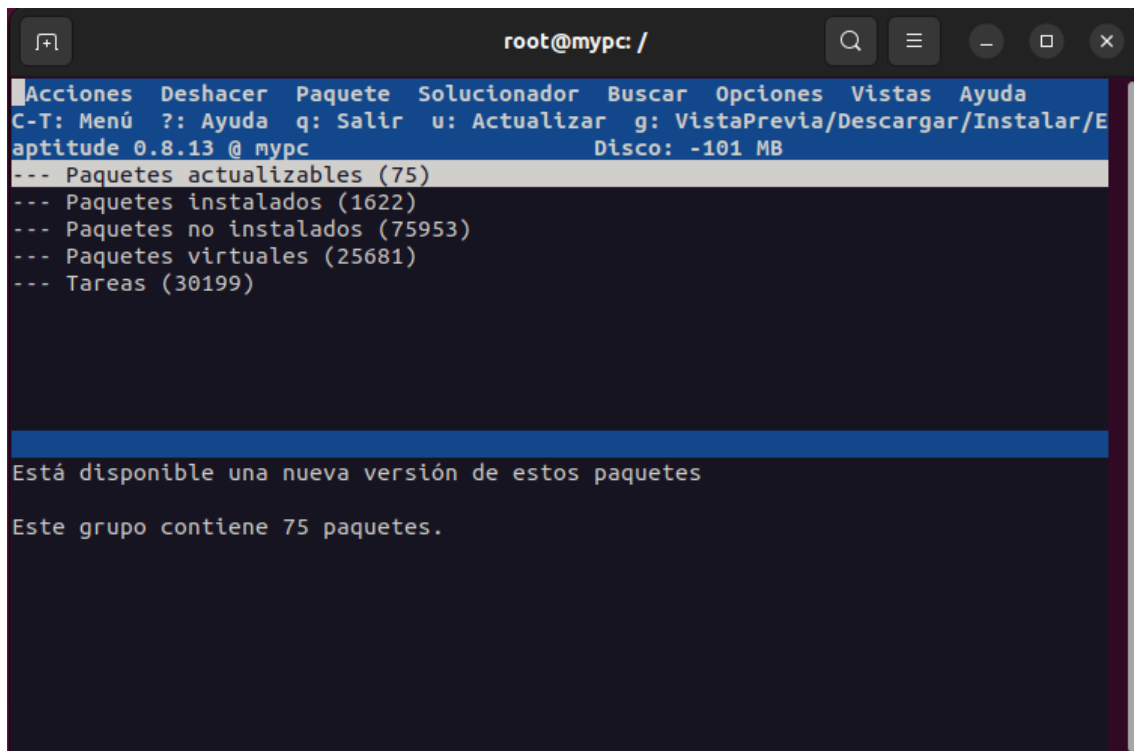 root@mypc: /
Acciones Deshacer Paquete Solucionador Buscar Opciones Vistas Ayuda
C-T: Menú ?: Ayuda q: Salir u: Actualizar g: VistaPrevia/Descargar/Instalar/E
aptitude 0.8.13 @ mypc Disco: -101 MB
--- Paquetes actualizables (75)
--- Paquetes instalados (1622)
--- Paquetes no instalados (75953)
--- Paquetes virtuales (25681)
--- Tareas (30199)
Está disponible una nueva versión de estos paquetes
Este grupo contiene 75 paquetes.